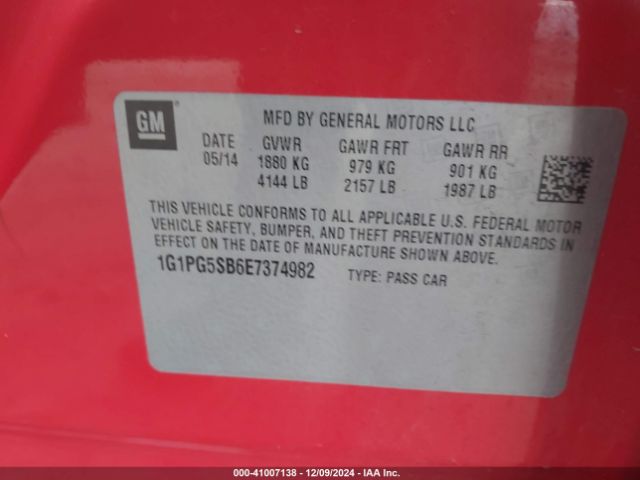 GM
MFD BY GENERAL MOTORS LLC
DATE GVWR GAWR FRT GAWR RR
05/14 1880 KG 979 KG 901 KG
4144 LB 2157 LB 1987 LB
THIS VEHICLE CONFORMS TO ALL APPLICABLE U.S. FEDERAL MOTOR
VEHICLE SAFETY, BUMPER, AND THEFT PREVENTION STANDARDS IN
EFFECT ON THE DATE OF MANUFACTURE SHOWN ABOVE.
1G1PG5SB6E7374982 TYPE: PASS CAR
000-41007138 - 12/09/2024 - IAA Inc.